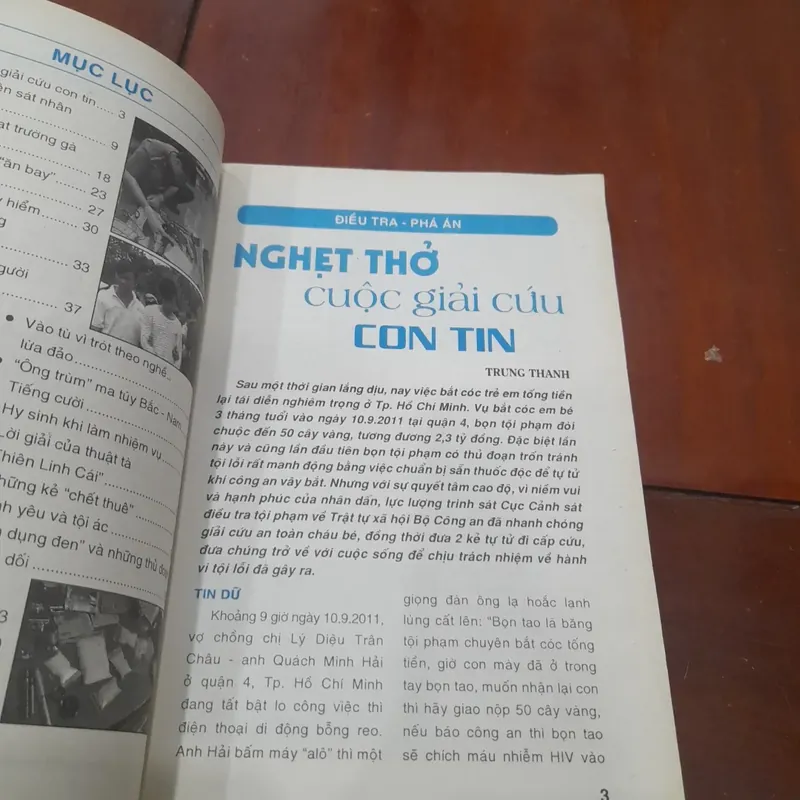 MỤC LỤC
giải cứu con tin..... 3
sát nhân
9
trường gà
18
"ăn bay" 23
27
hiểm 30
33
37
• Vào tù vì trót theo nghề..
lừa đảo
• "Ông trùm" ma túy Bắc - Nam
Tiếng cười
Hy sinh khi làm nhiệm vụ
Lời giải của thuật tà
Thiên Linh Cái"
những kẻ "chết thuê"
yêu và tội ác
dụng đen" và những thủ đoạn
dối
ĐIỀU TRA - PHÁ ÁN
NGHẸT THỞ
cuộc giải cứu
CON TIN
TRUNG THANH
Sau một thời gian lắng dịu, nay việc bắt cóc trẻ em tống tiền
lại tái diễn nghiêm trọng ở Tp. Hồ Chí Minh. Vụ bắt cóc em bé
3 tháng tuổi vào ngày 10.9.2011 tại quận 4, bọn tội phạm đòi
chuộc đến 50 cây vàng, tương đương 2,3 tỷ đồng. Đặc biệt lần
này và cũng lần đầu tiên bọn tội phạm có thủ đoạn trốn tránh
tội lỗi rất manh động bằng việc chuẩn bị sẵn thuốc độc để tự tử
khi công an vây bắt. Nhưng với sự quyết tâm cao độ, vì niềm vui
và hạnh phúc của nhân dân, lực lượng trinh sát Cục Cảnh sát
điều tra tội phạm về Trật tự xã hội Bộ Công an đã nhanh chóng
giải cứu an toàn cháu bé, đồng thời đưa 2 kẻ tự tử đi cấp cứu,
đưa chúng trở về với cuộc sống để chịu trách nhiệm về hành
vi tội lỗi đã gây ra.
TIN DỮ
Khoảng 9 giờ ngày 10.9.2011,
vợ chồng chị Lý Diệu Trân
Châu - anh Quách Minh Hải
ở quận 4, Tp. Hồ Chí Minh
đang tất bật lo công việc thì
điện thoại di động bỗng reo.
Anh Hải bấm máy "alô" thì một
giọng đàn ông lạ hoắc lạnh
lùng cất lên: "Bọn tao là băng
tội phạm chuyên bắt cóc tống
tiền, giờ con mày đã ở trong
tay bọn tao, muốn nhận lại con
thì hãy giao nộp 50 cây vàng,
nếu báo công an thì bọn tao
sẽ chích máu nhiễm HIV vào
3